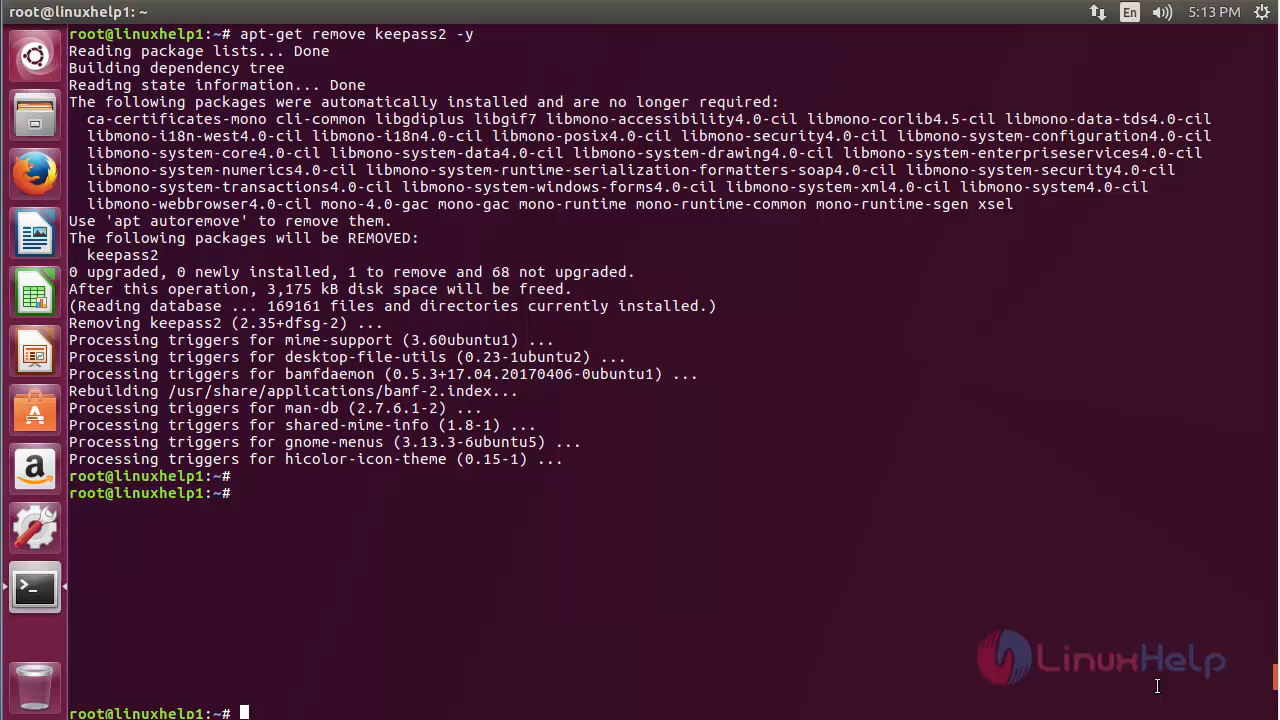 root@linuxhelp1: ~
En
5:13 PM
root@linuxhelp1:~# apt-get remove keepass2 -y
Reading package lists... Done
Building dependency tree
Reading state information... Done
The following packages were automatically installed and are no longer required:
ca-certificates-mono cli-common libgdiplus libgif7 libmono-accessibility4.0-cil libmono-corlib4.5-cil libmono-data-tds4.0-cil
libmono-i18n-west4.0-cil libmono-i18n4.0-cil libmono-posix4.0-cil libmono-security4.0-cil libmono-system-configuration4.0-cil
libmono-system-core4.0-cil libmono-system-data4.0-cil libmono-system-drawing4.0-cil libmono-system-enterpriseservices4.0-cil
libmono-system-numerics4.0-cil libmono-system-runtime-serialization-formatters-soap4.0-cil libmono-system-security4.0-cil
libmono-system-transactions4.0-cil libmono-system-windows-forms4.0-cil libmono-system-xml4.0-cil libmono-system4.0-cil
libmono-webbrowser4.0-cil mono-4.0-gac mono-gac mono-runtime mono-runtime-common mono-runtime-sgen xsel
Use 'apt autoremove' to remove them.
The following packages will be REMOVED:
keepass2
0 upgraded, 0 newly installed, 1 to remove and 68 not upgraded.
After this operation, 3,175 kB disk space will be freed.
(Reading database ... 169161 files and directories currently installed.)
Removing keepass2 (2.35+dfsg-2) ...
Processing triggers for mime-support (3.60ubuntu1) ...
Processing triggers for desktop-file-utils (0.23-1ubuntu2) ...
Processing triggers for bamfdaemon (0.5.3+17.04.20170406-0ubuntu1) ...
Rebuilding /usr/share/applications/bamf-2.index...
Processing triggers for man-db (2.7.6.1-2) ...
Processing triggers for shared-mime-info (1.8-1) ...
Processing triggers for gnome-menus (3.13.3-6ubuntu5) ...
Processing triggers for hicolor-icon-theme (0.15-1) ...
root@linuxhelp1:~#
root@linuxhelp1:~#
LinuxHelp
root@linuxhelp1:~#